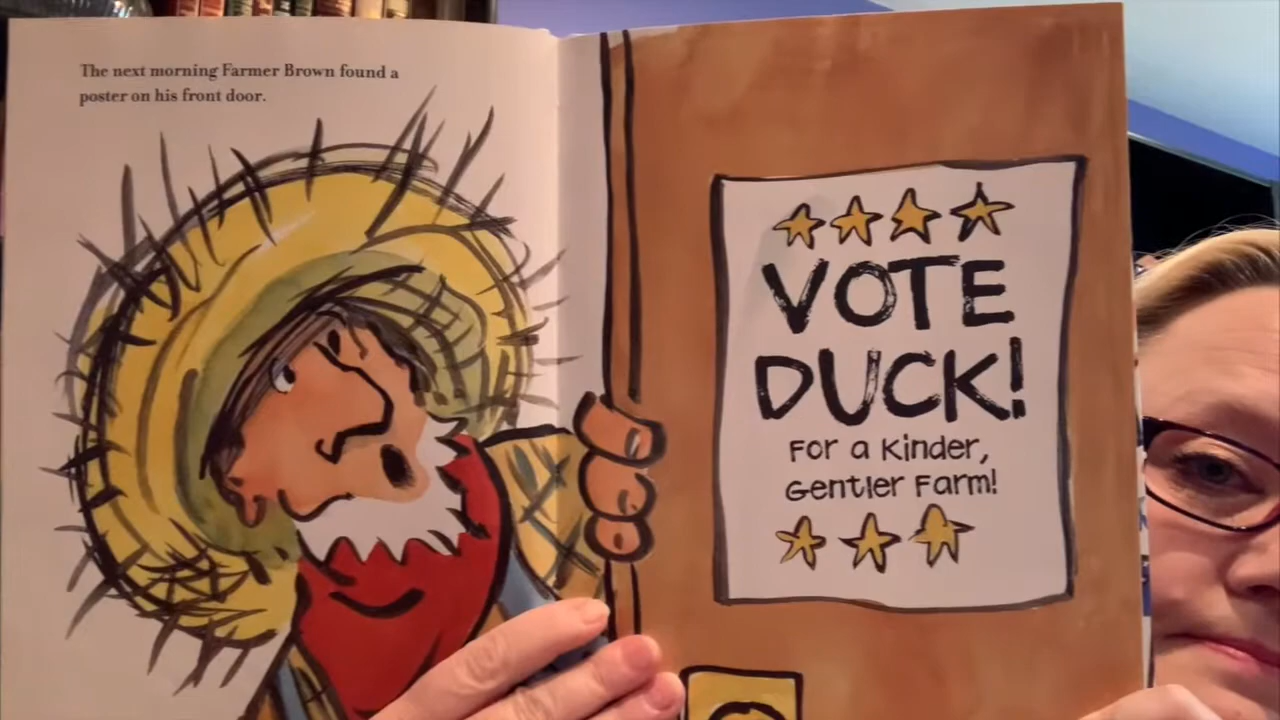 The next morning Farmer Brown found a
poster on his front door.
VOTE
DUCK!
For a Kinder,
Gentler Farm!